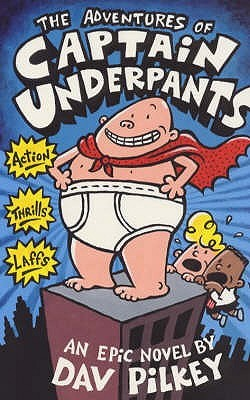 THE ADVENTURES OF
CAPTAIN
UNDERPANTS
Action
Thrills
Laffs
AN EPIC NOVEL BY
DAV PILKEY